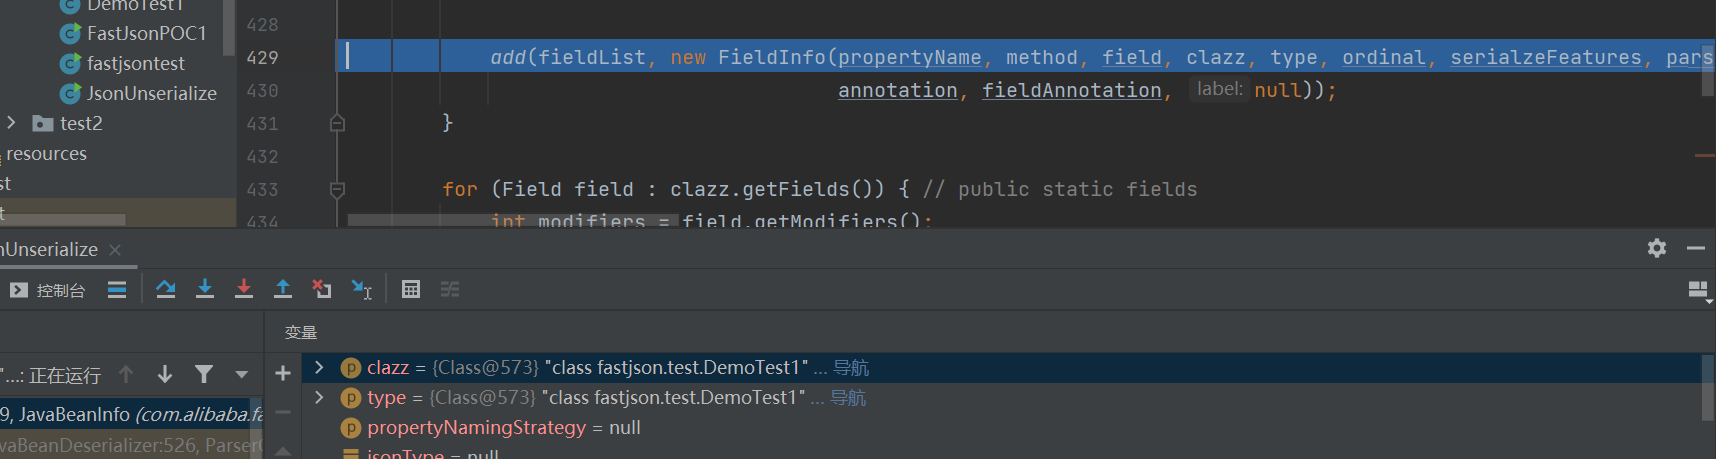 DemoTest1
FastJsonPOC1
fastjsontest
JsonUnserialize
test2
resources
st
t
428
429 add(fieldList, new FieldInfo(propertyName, method, field, clazz, type, ordinal, serialzeFeatures, pars
430 annotation, fieldAnnotation, label: null));
431 }
432
433 for (Field field : clazz.getFields()) { // public static fields
434 int modifiers = field.getModifiers();
nUnserialize
控制台
变量
"...: 正在运行
9, JavaBeanInfo (com.alibaba.fa
vaBeanDeserializer:526, ParserC
clazz = {Class@573} "class fastjson.test.DemoTest1" ... 导航
type = {Class@573} "class fastjson.test.DemoTest1" ... 导航
propertyNamingStrategy = null
jsonType = null